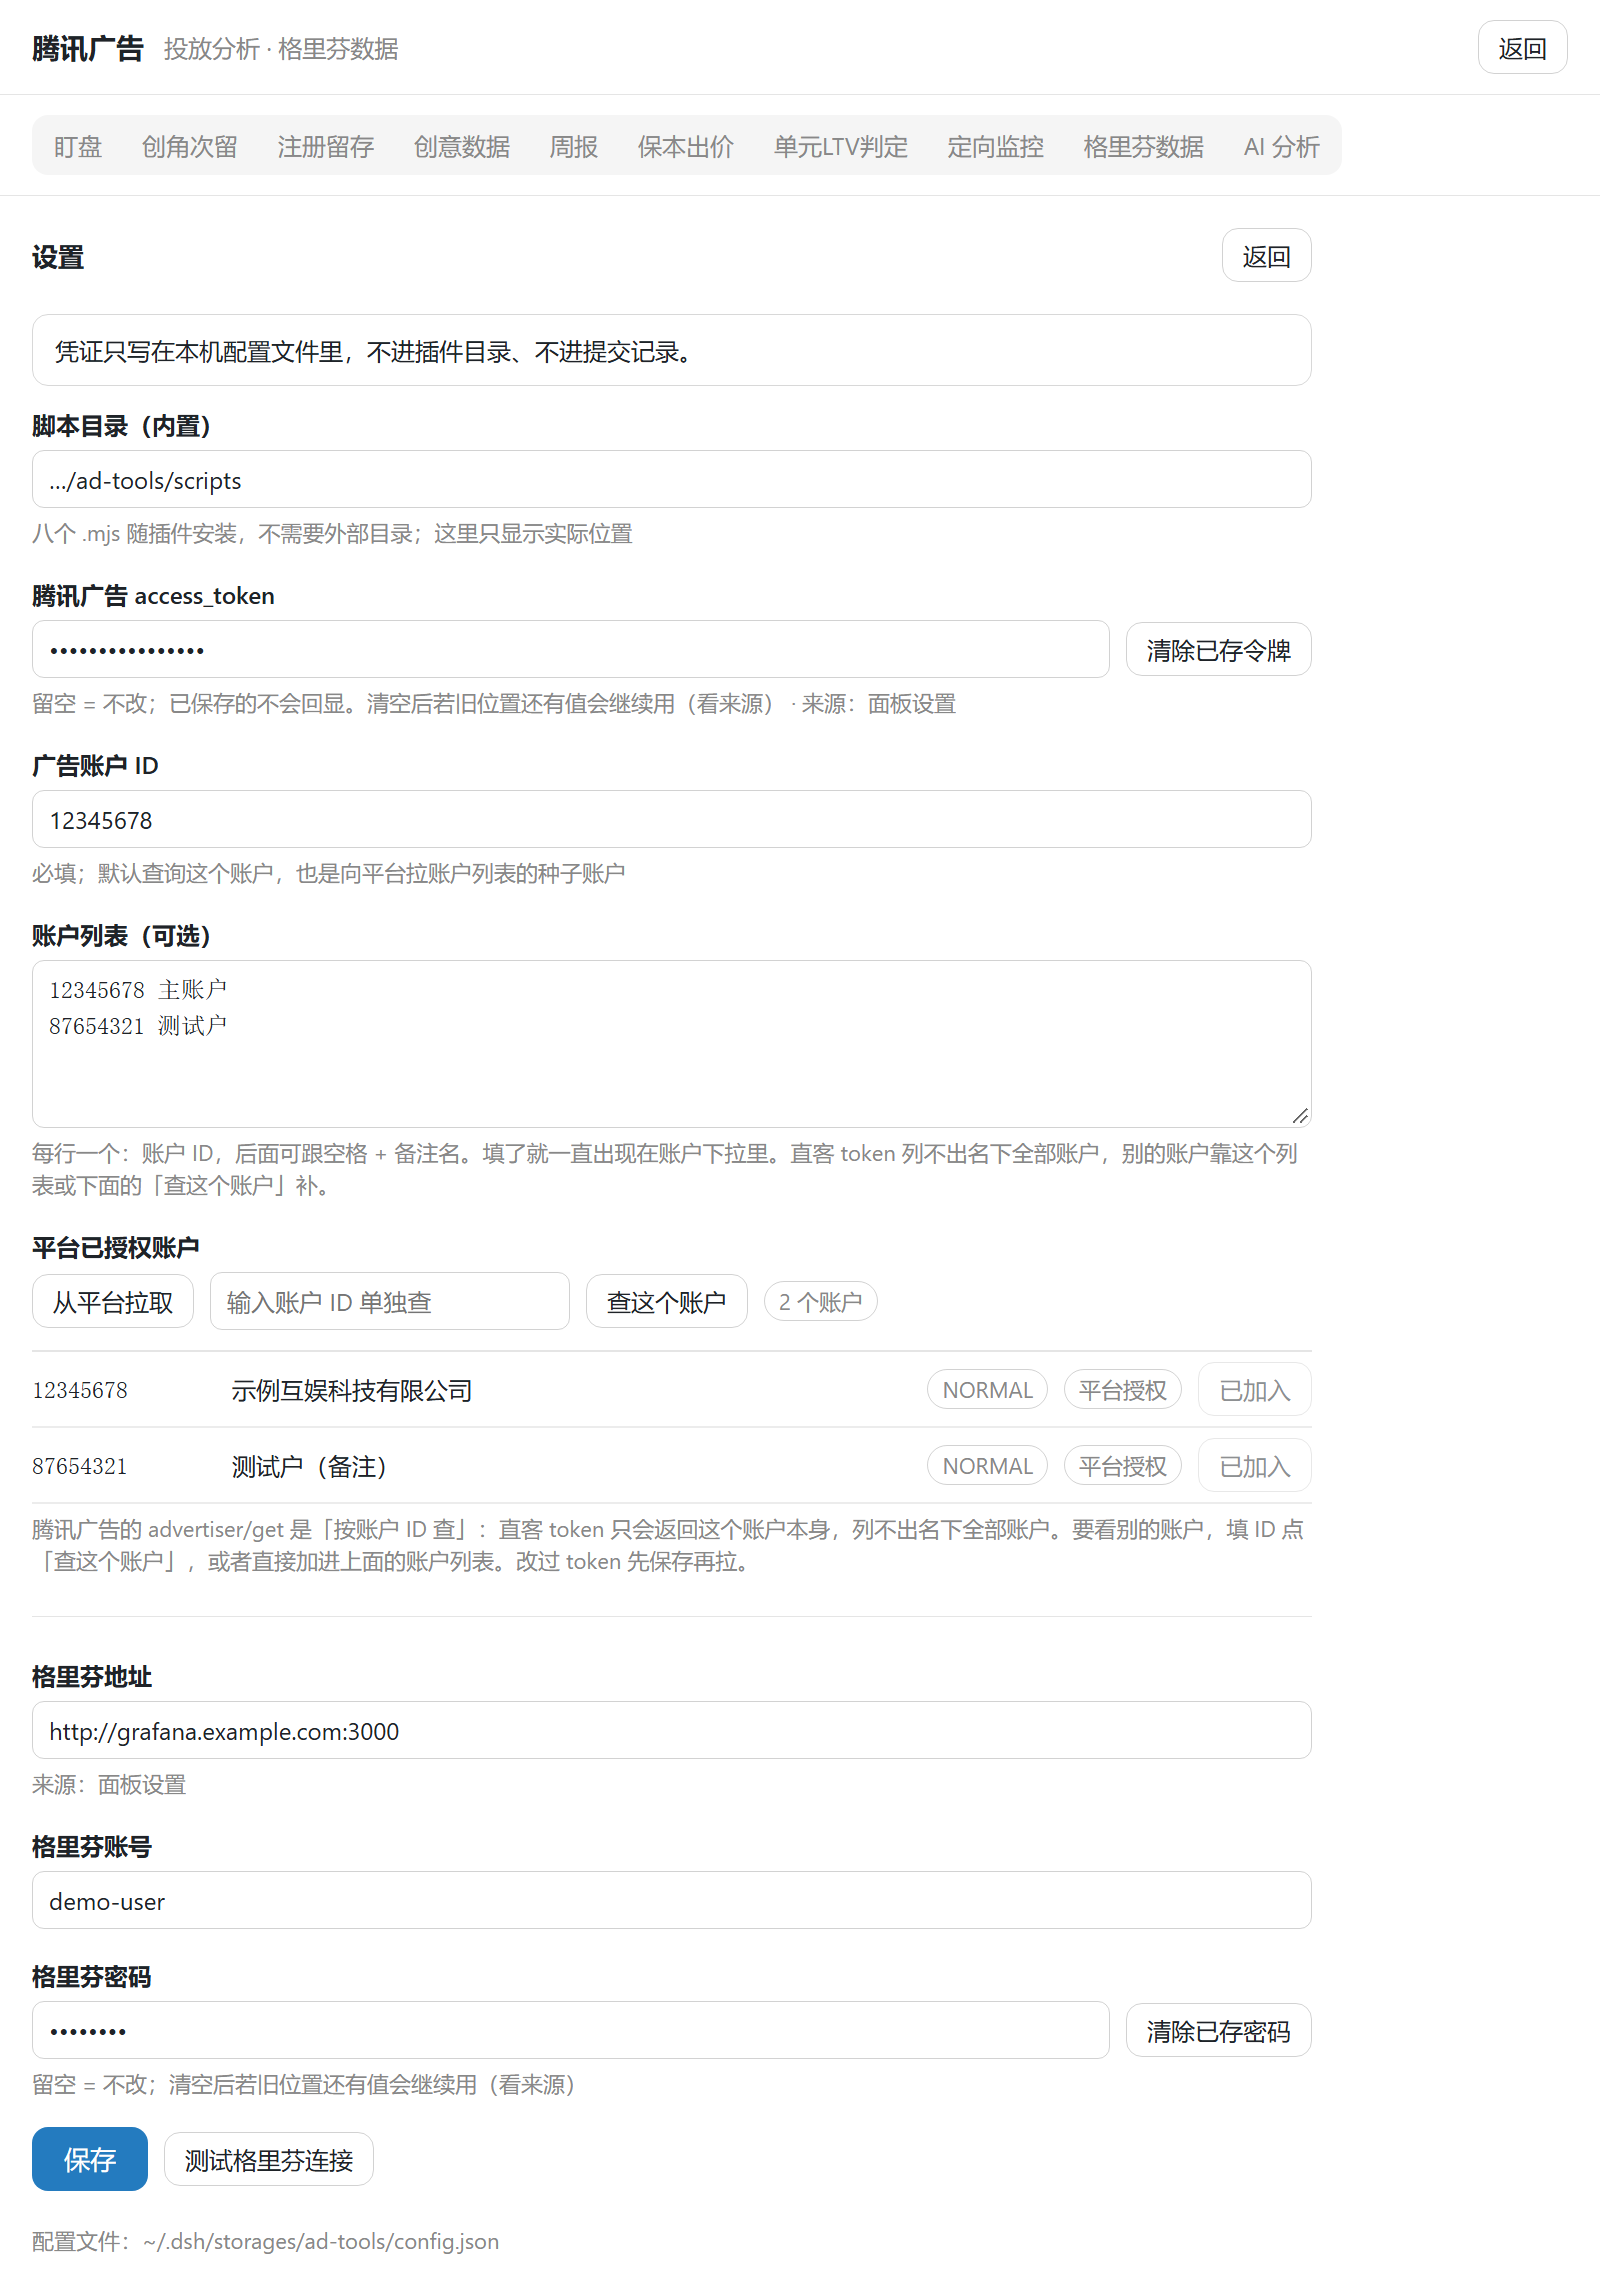 腾讯广告 投放分析 · 格里芬数据 返回
盯盘 创角次留 注册留存 创意数据 周报 保本出价 单元LTV判定 定向监控 格里芬数据 AI 分析
设置 返回
凭证只写在本机配置文件里，不进插件目录、不进提交记录。
脚本目录（内置）
.../ad-tools/scripts
八个 .mjs 随插件安装，不需要外部目录；这里只显示实际位置
腾讯广告 access_token
•••••••••••••••• 清除已存令牌
留空 = 不改；已保存的不会回显。清空后若旧位置还有值会继续用（看来源） · 来源：面板设置
广告账户 ID
12345678
必填；默认查询这个账户，也是向平台拉账户列表的种子账户
账户列表（可选）
12345678 主账户
87654321 测试户
每行一个：账户 ID，后面可跟空格 + 备注名。填了就一直出现在账户下拉里。直客 token 列不出名下全部账户，别的账户靠这个列
表或下面的「查这个账户」补。
平台已授权账户
从平台拉取 输入账户 ID 单独查 查这个账户 2 个账户
12345678 示例互娱科技有限公司 NORMAL 平台授权 已加入
87654321 测试户（备注） NORMAL 平台授权 已加入
腾讯广告的 advertiser/get 是「按账户 ID 查」：直客 token 只会返回这个账户本身，列不出名下全部账户。要看别的账户，填 ID 点
「查这个账户」，或者直接加进上面的账户列表。改过 token 先保存再拉。
格里芬地址
http://grafana.example.com:3000
来源：面板设置
格里芬账号
demo-user
格里芬密码
•••••••• 清除已存密码
留空 = 不改；清空后若旧位置还有值会继续用（看来源）
保存 测试格里芬连接
配置文件：~/.dsh/storages/ad-tools/config.json